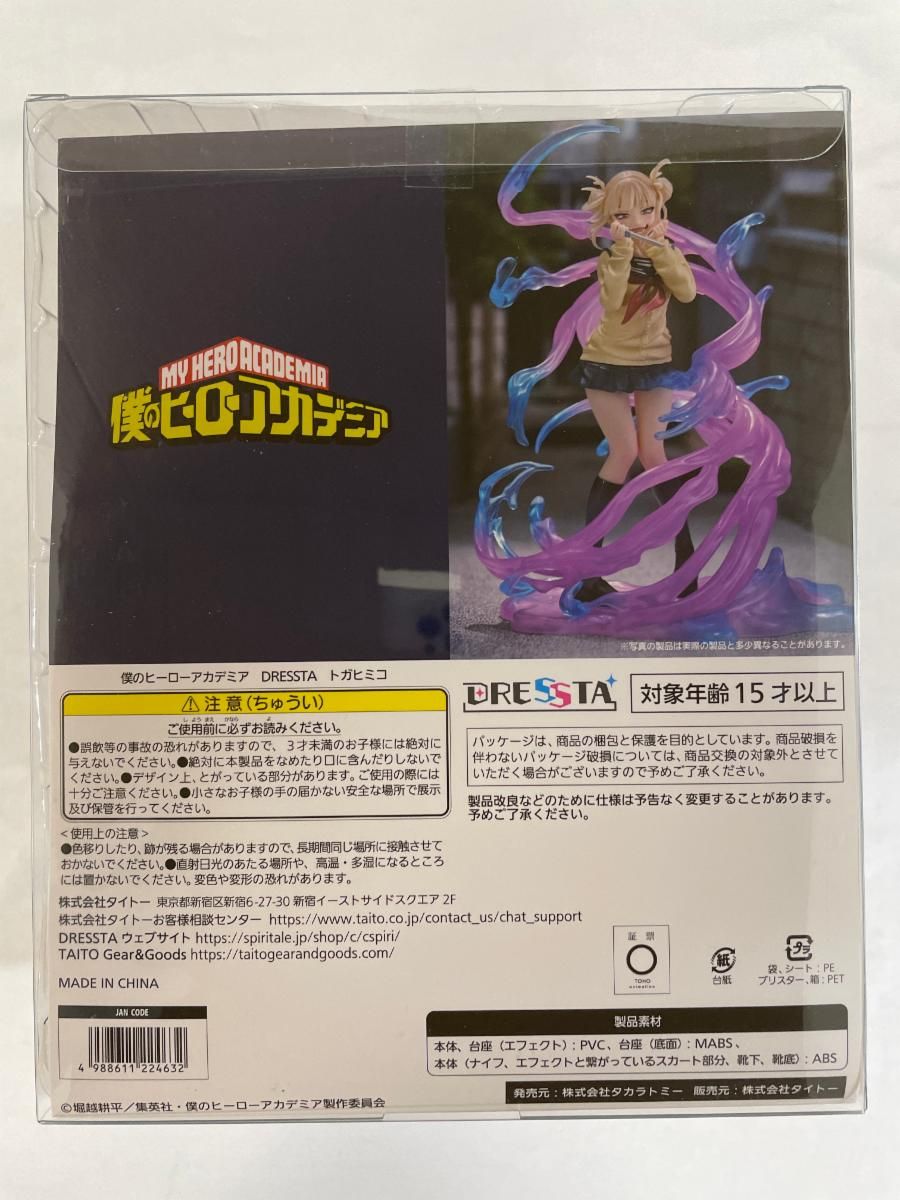 MY HERO ACADEMIA
僕のヒーローアカデミア
※写真の製品は実際の製品と多少異なることがあります。
僕のヒーローアカデミア DRESSTA トガヒミコ
⚠注意(ちゅうい)
しようまえ かなら よ
ご使用前に必ずお読みください。
●誤飲等の事故の恐れがありますので、3才未満のお子様には絶対に
与えないでください。●絶対に本製品をなめたり口に含んだりしないで
ください。●デザイン上、とがっている部分があります。ご使用の際には
十分ご注意ください。●小さなお子様の手の届かない安全な場所で展示
及び保管を行ってください。
<使用上の注意>
●色移りしたり、跡が残る場合がありますので、長期間同じ場所に接触させて
おかないでください。●直射日光のあたる場所や、高温・多湿になるところ
には置かないでください。変色や変形の恐れがあります。
株式会社タイトー 東京都新宿区新宿6-27-30 新宿イーストサイドスクエア 2F
株式会社タイトーお客様相談センター https://www.taito.co.jp/contact_us/chat_support
DRESSTA ウェブサイト https://spiritale.jp/shop/c/cspiri/
TAITO Gear&Goods https://taitogearandgoods.com/
MADE IN CHINA
JAN CODE
4 988611 224632
©堀越耕平/集英社・僕のヒーローアカデミア製作委員会
DRESSTA
対象年齢15才以上
パッケージは、商品の梱包と保護を目的としています。商品破損を
伴わないパッケージ破損については、商品交換の対象外とさせて
いただく場合がございますので予めご了承ください。
製品改良などのために仕様は予告なく変更することがあります。
予めご了承ください。
証票
TOHO
animation
紙
台紙
プラ
袋、シート:PE
ブリスター、箱:PET
製品素材
本体、台座(エフェクト):PVC、台座(底面):MABS、
本体(ナイフ、エフェクトと繋がっているスカート部分、靴下、靴底):ABS
発売元:株式会社タカラトミー 販売元:株式会社タイトー